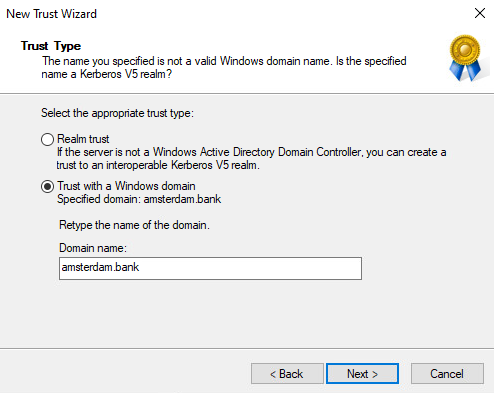 New Trust Wizard
Trust Type
The name you specified is not a valid Windows domain name. Is the specified
name a Kerberos V5 realm?
Select the appropriate trust type:
Realm trust
If the server is not a Windows Active Directory Domain Controller, you can create a
trust to an interoperable Kerberos V5 realm.
Trust with a Windows domain
Specified domain: amsterdam.bank
Retype the name of the domain.
Domain name:
amsterdam.bank
< Back
Next >
Cancel